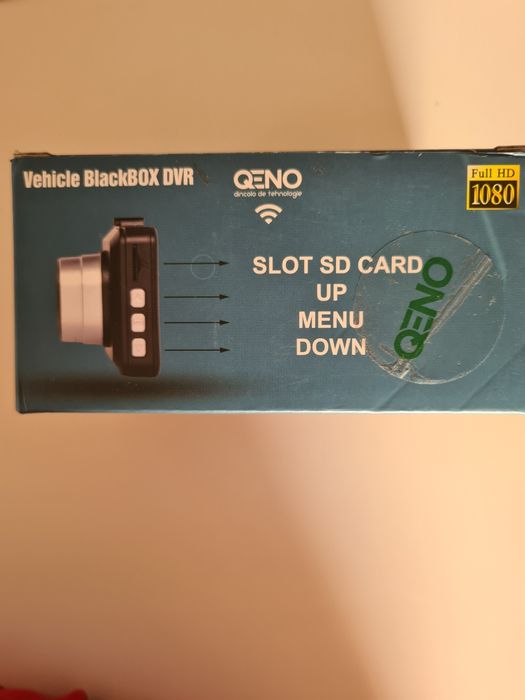 Vehicle BlackBOX DVR
QENO
dincolo de tehnologie
Full HD
1080
SLOT SD CARD
UP
MENU
DOWN
QENO